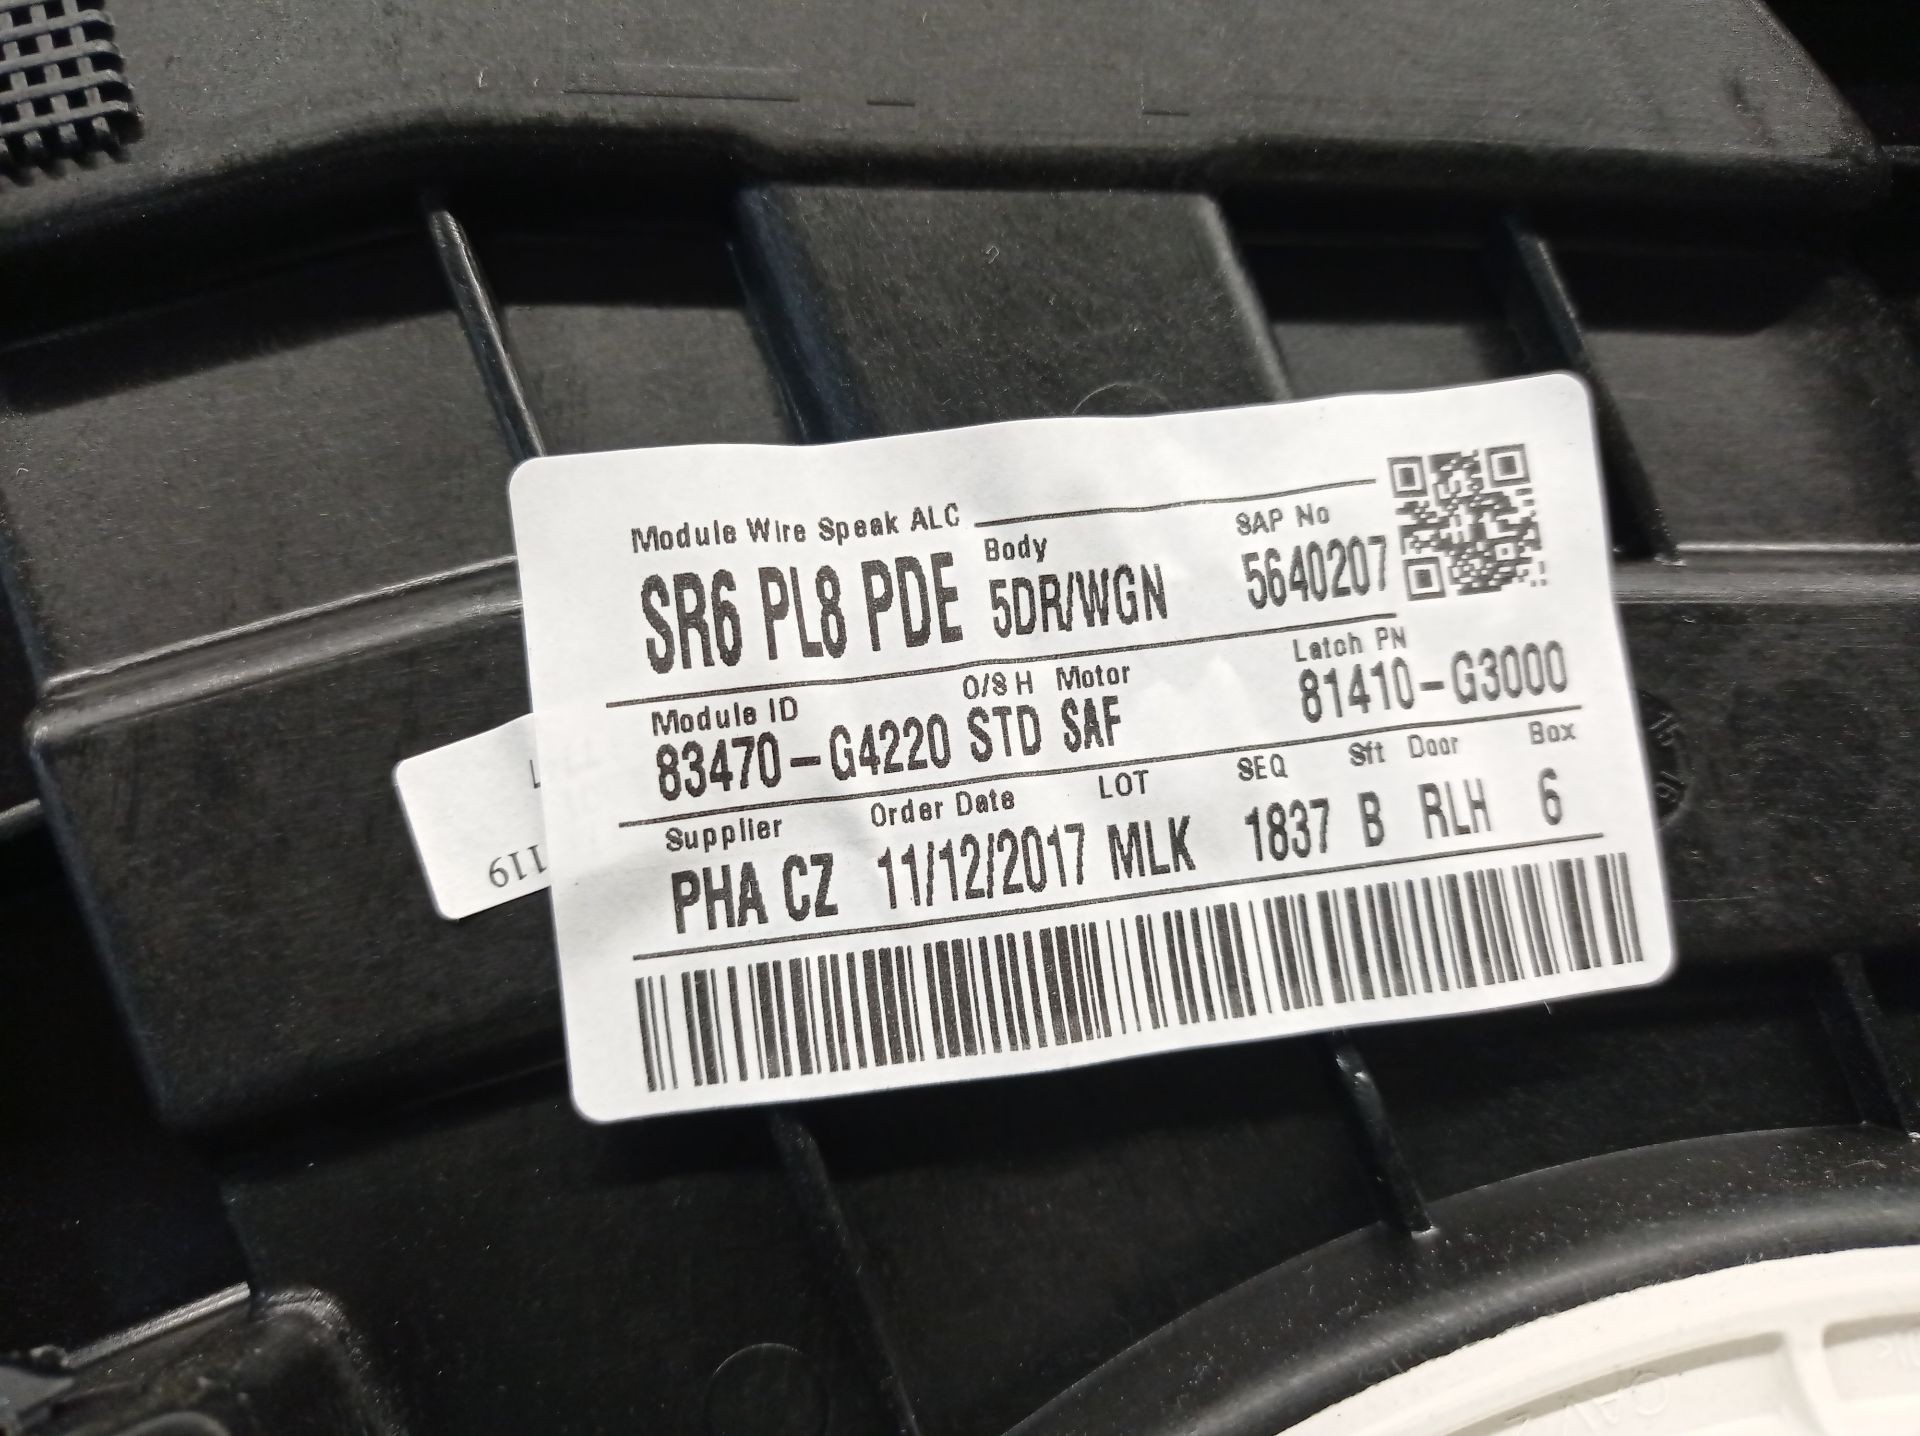 Module Wire Speak ALC
Body
SAP No
SR6 PL8 PDE 5DR/WGN 5640207
Module ID O/S H Motor Latch PN
83470-G4220 STD SAF 81410-G3000
Supplier Order Date LOT SEQ Sft Door Box
PHA CZ 11/12/2017 MLK 1837 B RLH 6
119